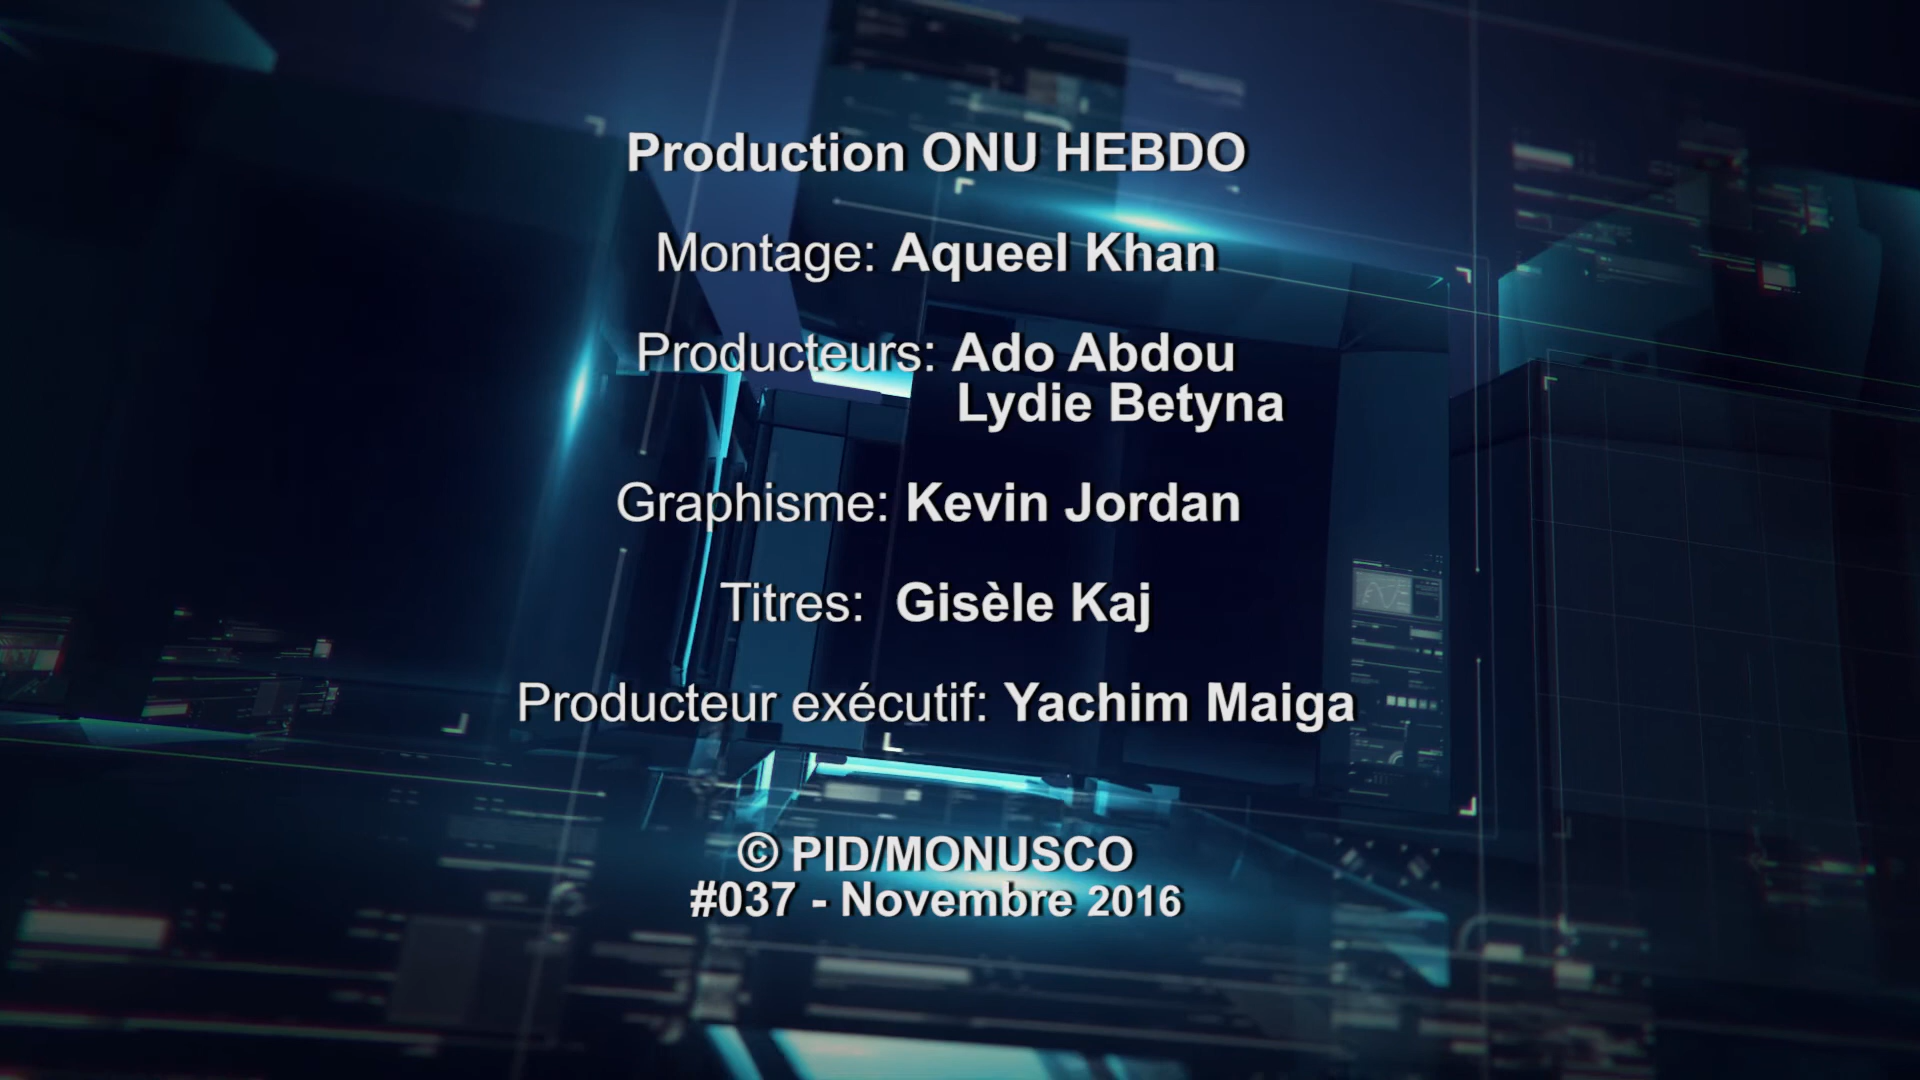 Production ONU HEBDO
Montage: Aqueel Khan
Producteurs: Ado Abdou
Lydie Betyna
Graphisme: Kevin Jordan
Titres: Gisèle Kaj
Producteur exécutif: Yachim Maiga
© PID/MONUSCO
#037 - Novembre 2016